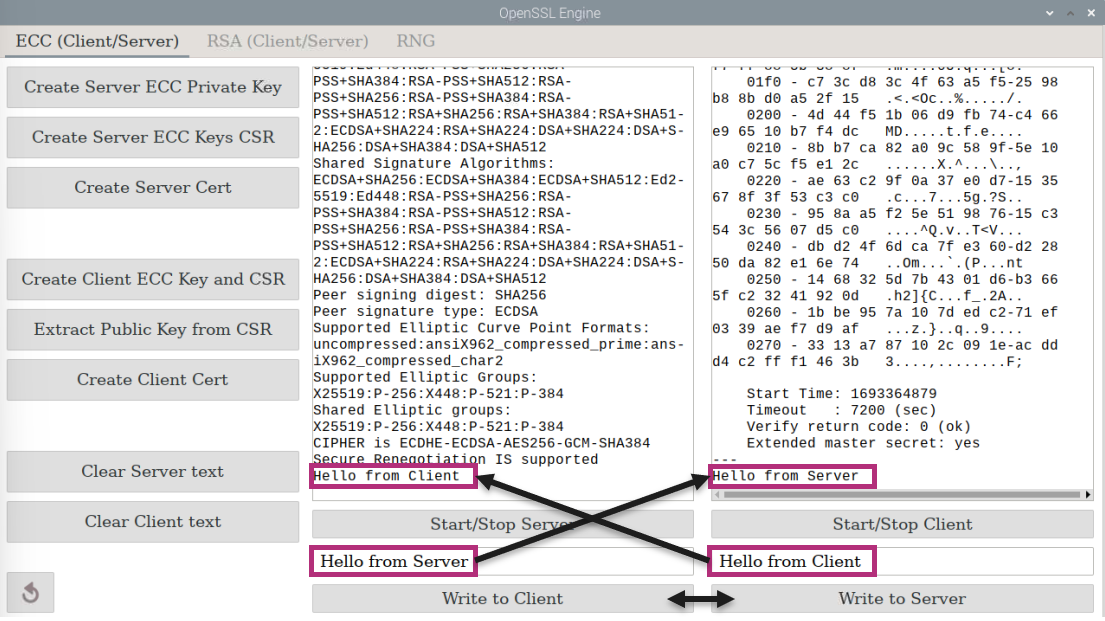 OpenSSL Engine
ECC (Client/Server)
RSA (Client/Server)
RNG
Create Server ECC Private Key
Create Server ECC Keys CSR
Create Server Cert
Create Client ECC Key and CSR
Extract Public Key from CSR
Create Client Cert
Clear Server text
Clear Client text
PSS+SHA384:RSA-PSS+SHA512:RSA-
PSS+SHA256:RSA-PSS+SHA384:RSA-
PSS+SHA512:RSA+SHA256:RSA+SHA384:RSA+SHA51-
2:ECDSA+SHA224:RSA+SHA224:DSA+SHA224:DSA+S-
HA256:DSA+SHA384:DSA+SHA512
Shared Signature Algorithms:
ECDSA+SHA256:ECDSA+SHA384:ECDSA+SHA512:Ed2-
5519:Ed448:RSA-PSS+SHA256:RSA-
PSS+SHA384:RSA-PSS+SHA512:RSA-
PSS+SHA256:RSA-PSS+SHA384:RSA-
PSS+SHA512:RSA+SHA256:RSA+SHA384:RSA+SHA51-
2:ECDSA+SHA224:RSA+SHA224:DSA+SHA224:DSA+S-
HA256:DSA+SHA384:DSA+SHA512
Peer signing digest: SHA256
Peer signature type: ECDSA
Supported Elliptic Curve Point Formats:
uncompressed:ansiX962_compressed_prime:ans-
iX962_compressed_char2
Supported Elliptic Groups:
X25519:P-256:X448:P-521:P-384
Shared Elliptic groups:
X25519:P-256:X448:P-521:P-384
CIPHER is ECDHE-ECDSA-AES256-GCM-SHA384
Secure Renegotiation IS supported
Hello from Client
Start/Stop Server
Hello from Server
Write to Client
01f0 - c7 3c d8 3c 4f 63 a5 f5-25 98
b8 8b d0 a5 2f 15 .<.<Oc..%...../.
0200 - 4d 44 f5 1b 06 d9 fb 74-c4 66
e9 65 10 b7 f4 dc MD.....t.f.e....
0210 - 8b b7 ca 82 a0 9c 58 9f-5e 10
a0 c7 5c f5 e1 2c ......X.^...\..,
0220 - ae 63 c2 9f 0a 37 e0 d7-15 35
67 8f 3f 53 c3 c0 .c...7...5g.?S..
0230 - 95 8a a5 f2 5e 51 98 76-15 c3
54 3c 56 07 d5 c0 ....^Q.v..T<V...
0240 - db d2 4f 6d ca 7f e3 60-d2 28
50 da 82 e1 6e 74 ..Om...`.(P...nt
0250 - 14 68 32 5d 7b 43 01 d6-b3 66
5f c2 32 41 92 0d .h2]{C...f_.2A..
0260 - 1b be 95 7a 10 7d ed c2-71 ef
03 39 ae f7 d9 af ...z.}..q..9....
0270 - 33 13 a7 87 10 2c 09 1e-ac dd
d4 c2 ff f1 46 3b 3....,........F;
Start Time: 1693364879
Timeout : 7200 (sec)
Verify return code: 0 (ok)
Extended master secret: yes
---
Hello from Server
Start/Stop Client
Hello from Client
Write to Server